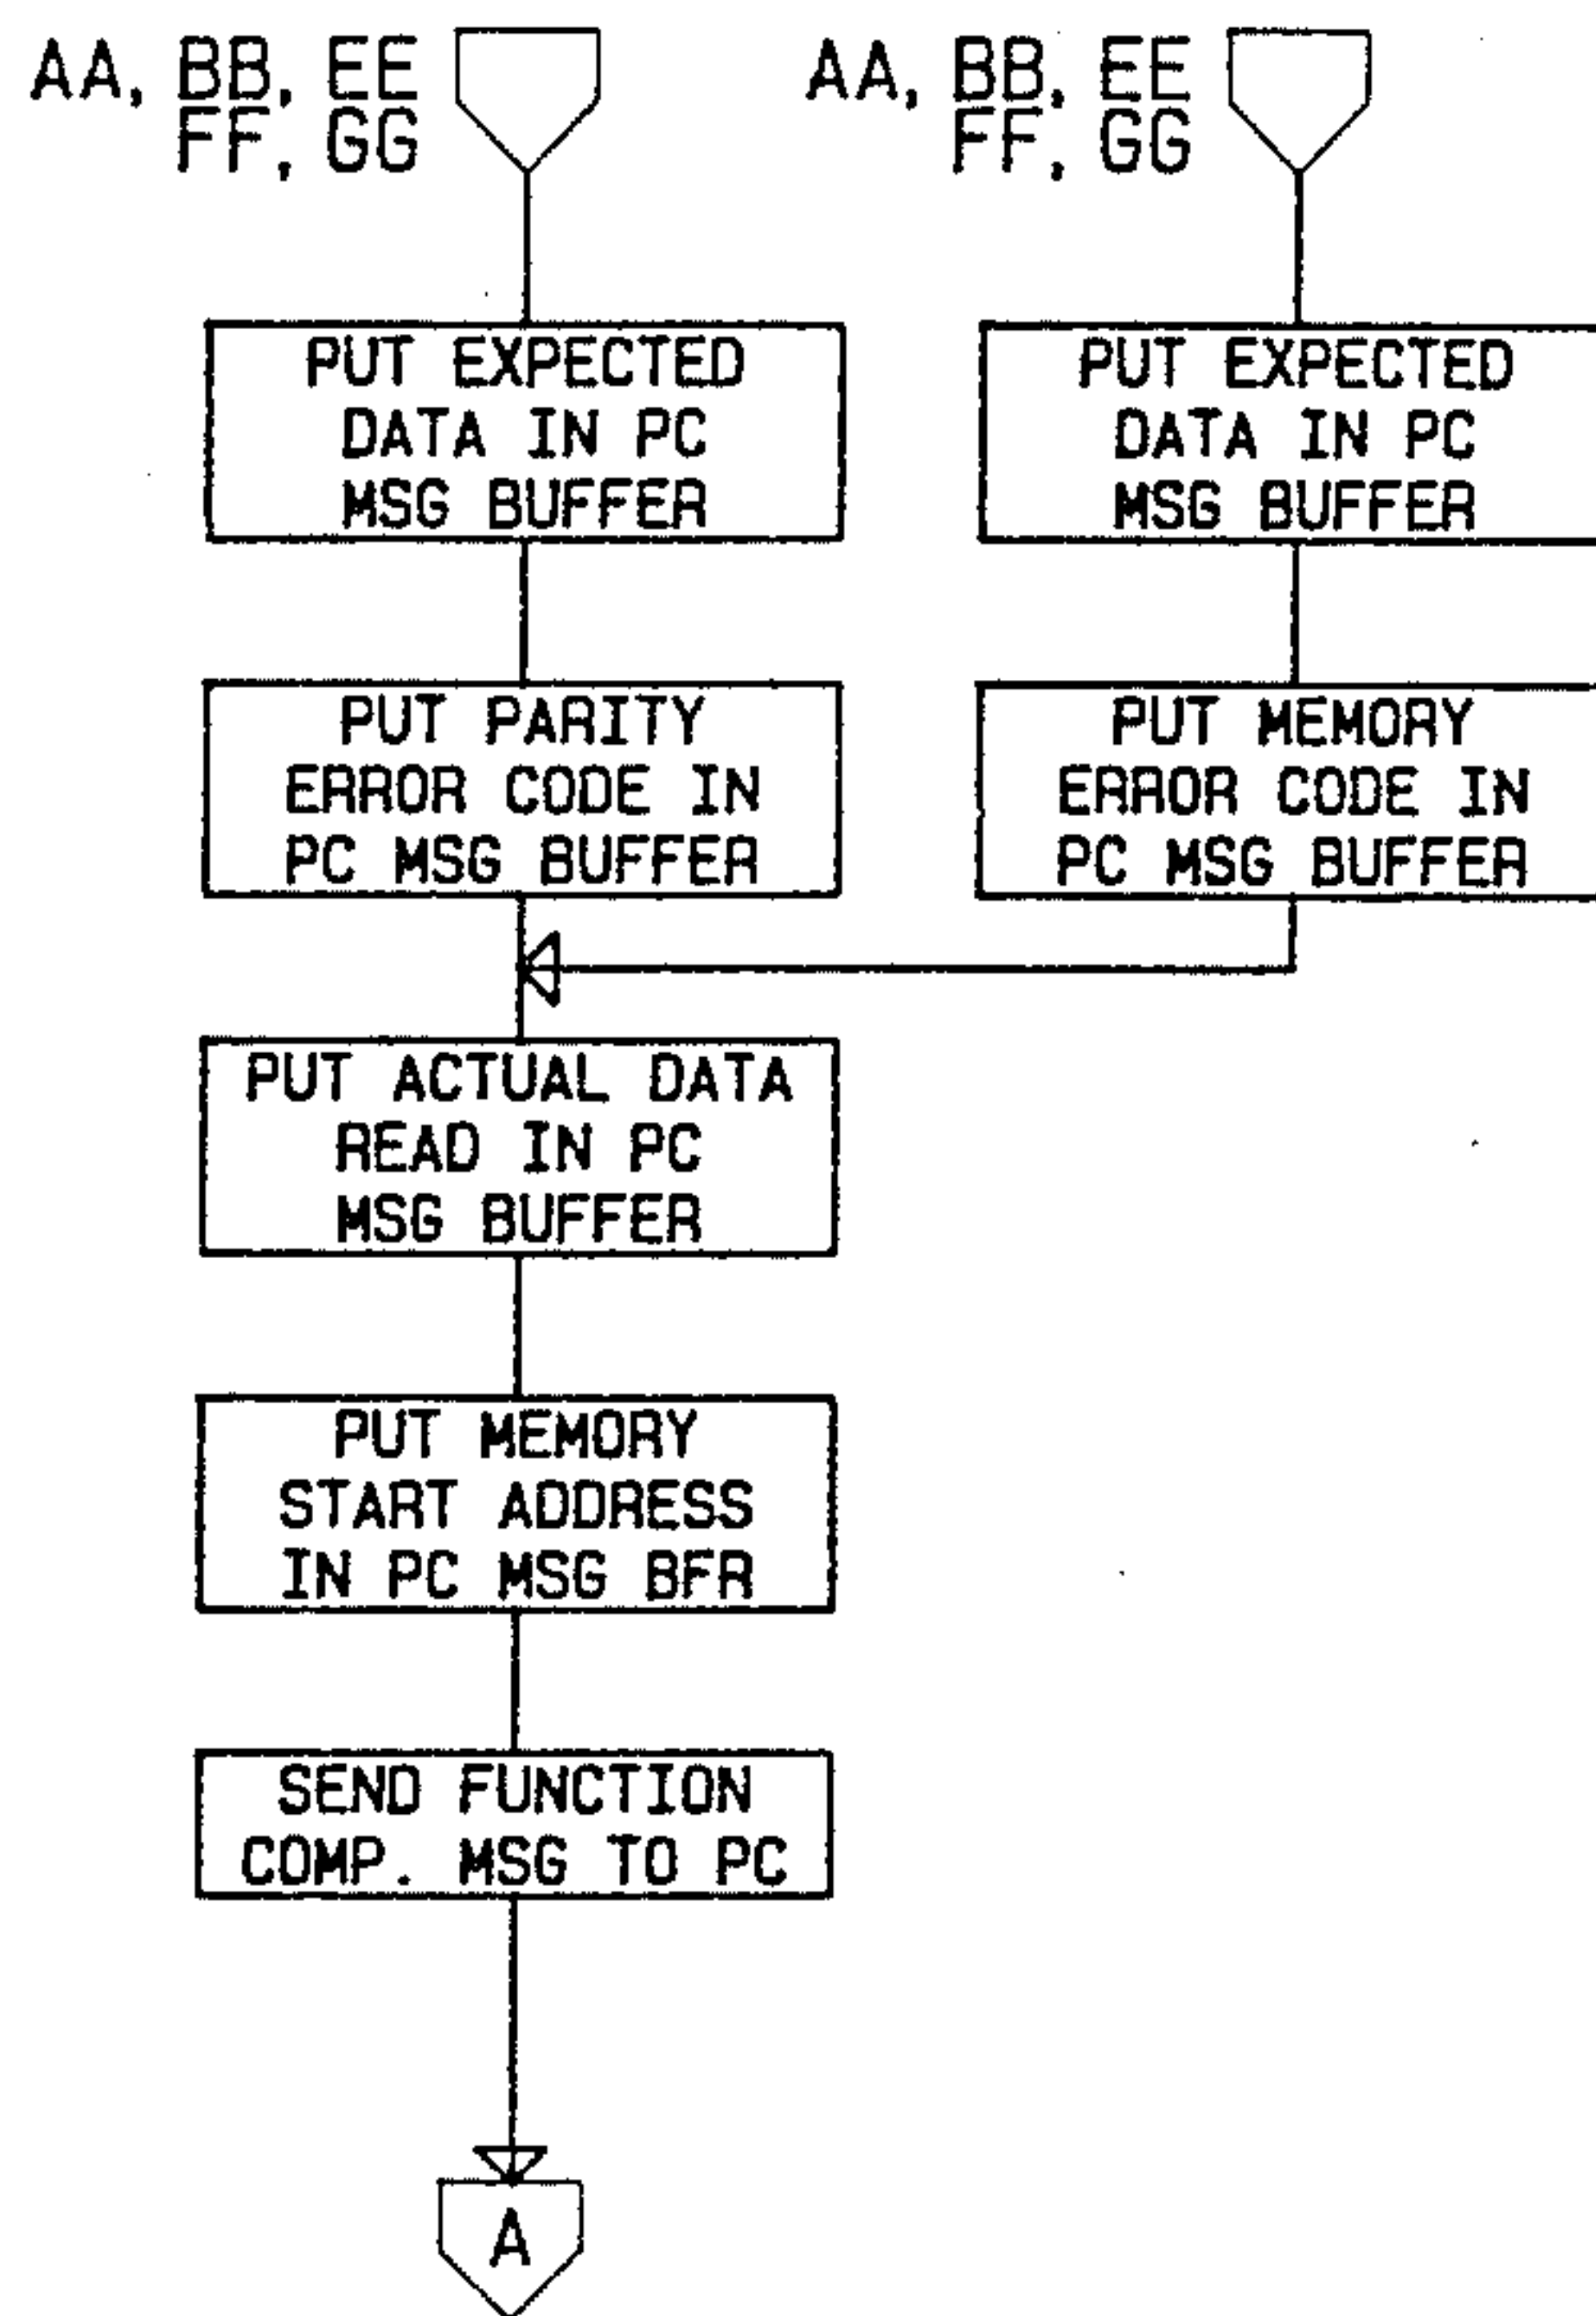 AA, BB, EE
FF, GG
AA, BB, EE
FF, GG
PUT EXPECTED
DATA IN PC
MSG BUFFER
PUT EXPECTED
DATA IN PC
MSG BUFFER
PUT PARITY
ERROR CODE IN
PC MSG BUFFER
PUT MEMORY
ERROR CODE IN
PC MSG BUFFER
PUT ACTUAL DATA
READ IN PC
MSG BUFFER
PUT MEMORY
START ADDRESS
IN PC MSG BFR
SEND FUNCTION
COMP. MSG TO PC
A